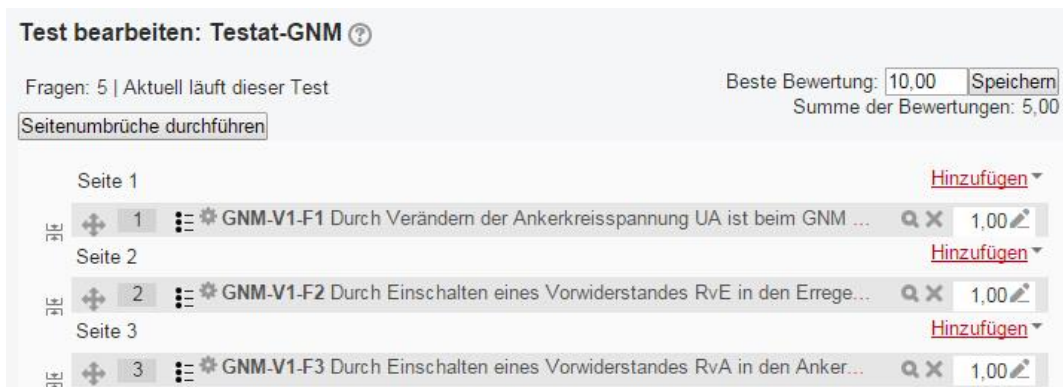 Test bearbeiten: Testat-GNM
Fragen: 5 | Aktuell läuft dieser Test
Beste Bewertung: 10,00 Speichern
Summe der Bewertungen: 5,00
Seitenumbrüche durchführen
Seite 1 Hinzufügen
1 GNM-V1-F1 Durch Verändern der Ankerkreisspannung UA ist beim GNM ... 1,00
Seite 2 Hinzufügen
2 GNM-V1-F2 Durch Einschalten eines Vorwiderstandes RvE in den Errege... 1,00
Seite 3 Hinzufügen
3 GNM-V1-F3 Durch Einschalten eines Vorwiderstandes RvA in den Anker... 1,00